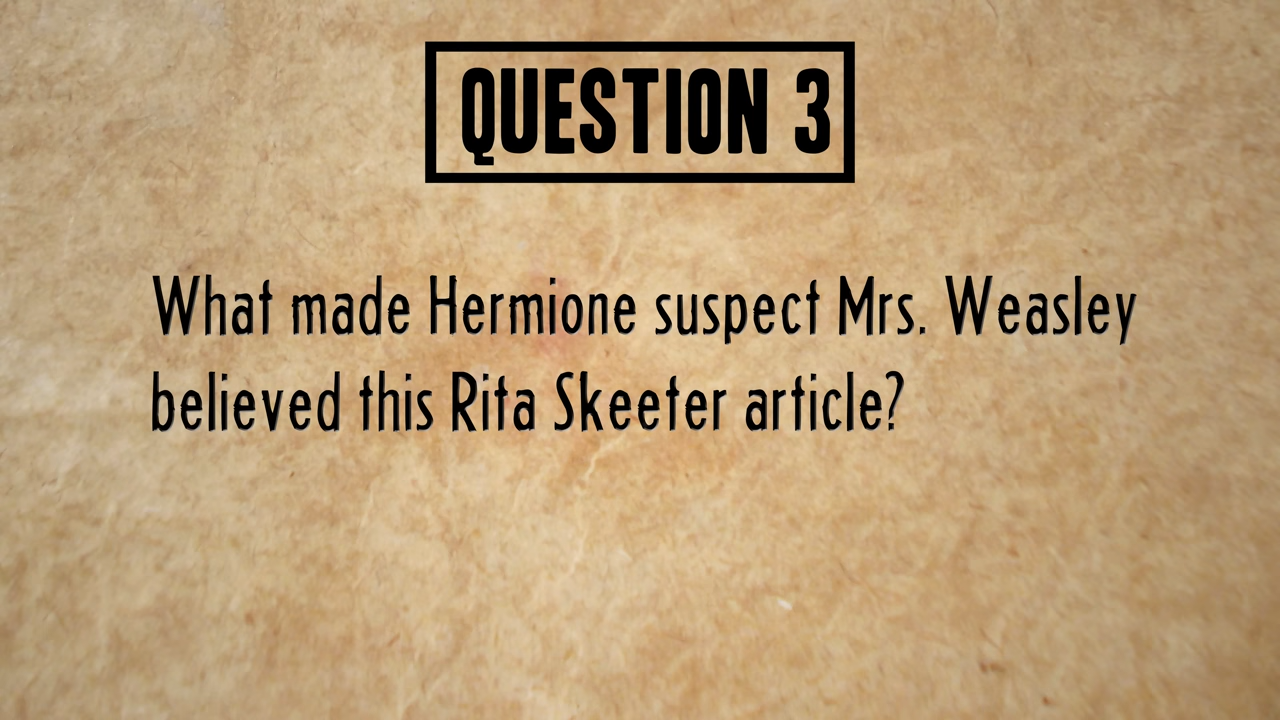 QUESTION 3
What made Hermione suspect Mrs. Weasley
believed this Rita Skeeter article?